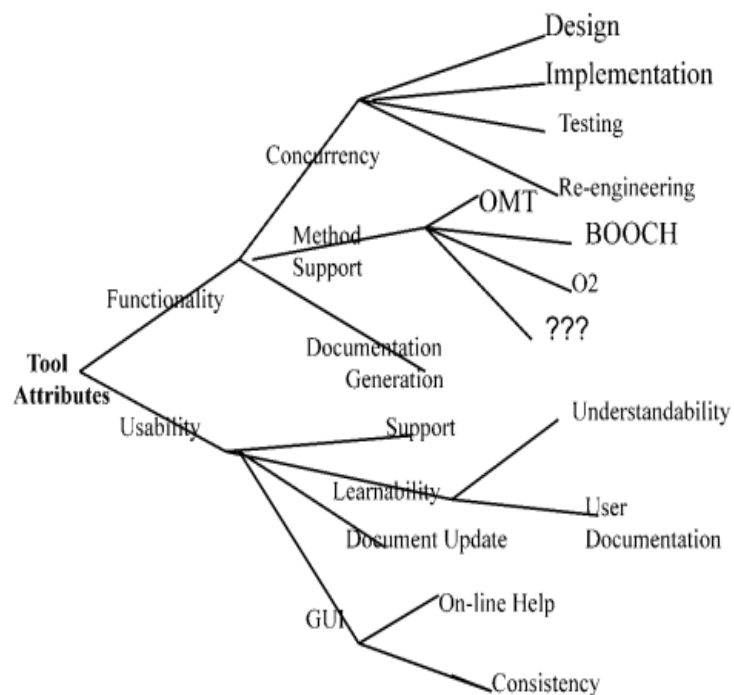 Design
Implementation
Testing
Concurrency
Re-engineering
OMT
Method
Support
BOOCH
O2
Functionality
???
Documentation
Generation
Tool
Attributes
Usability
Support
Understandability
Learnability
User
Documentation
Document Update
On-line Help
GUI
Consistency